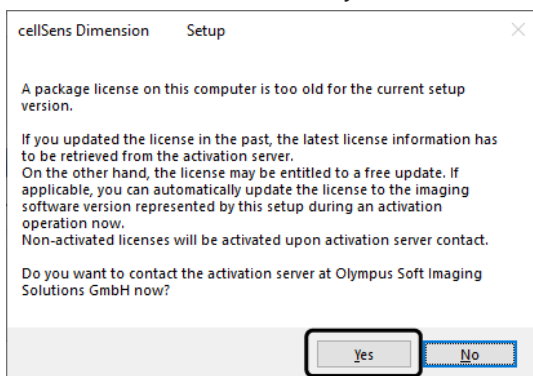 cellSens Dimension Setup
A package license on this computer is too old for the current setup
version.
If you updated the license in the past, the latest license information has
to be retrieved from the activation server.
On the other hand, the license may be entitled to a free update. If
applicable, you can automatically update the license to the imaging
software version represented by this setup during an activation
operation now.
Non-activated licenses will be activated upon activation server contact.
Do you want to contact the activation server at Olympus Soft Imaging
Solutions GmbH now?
Yes No